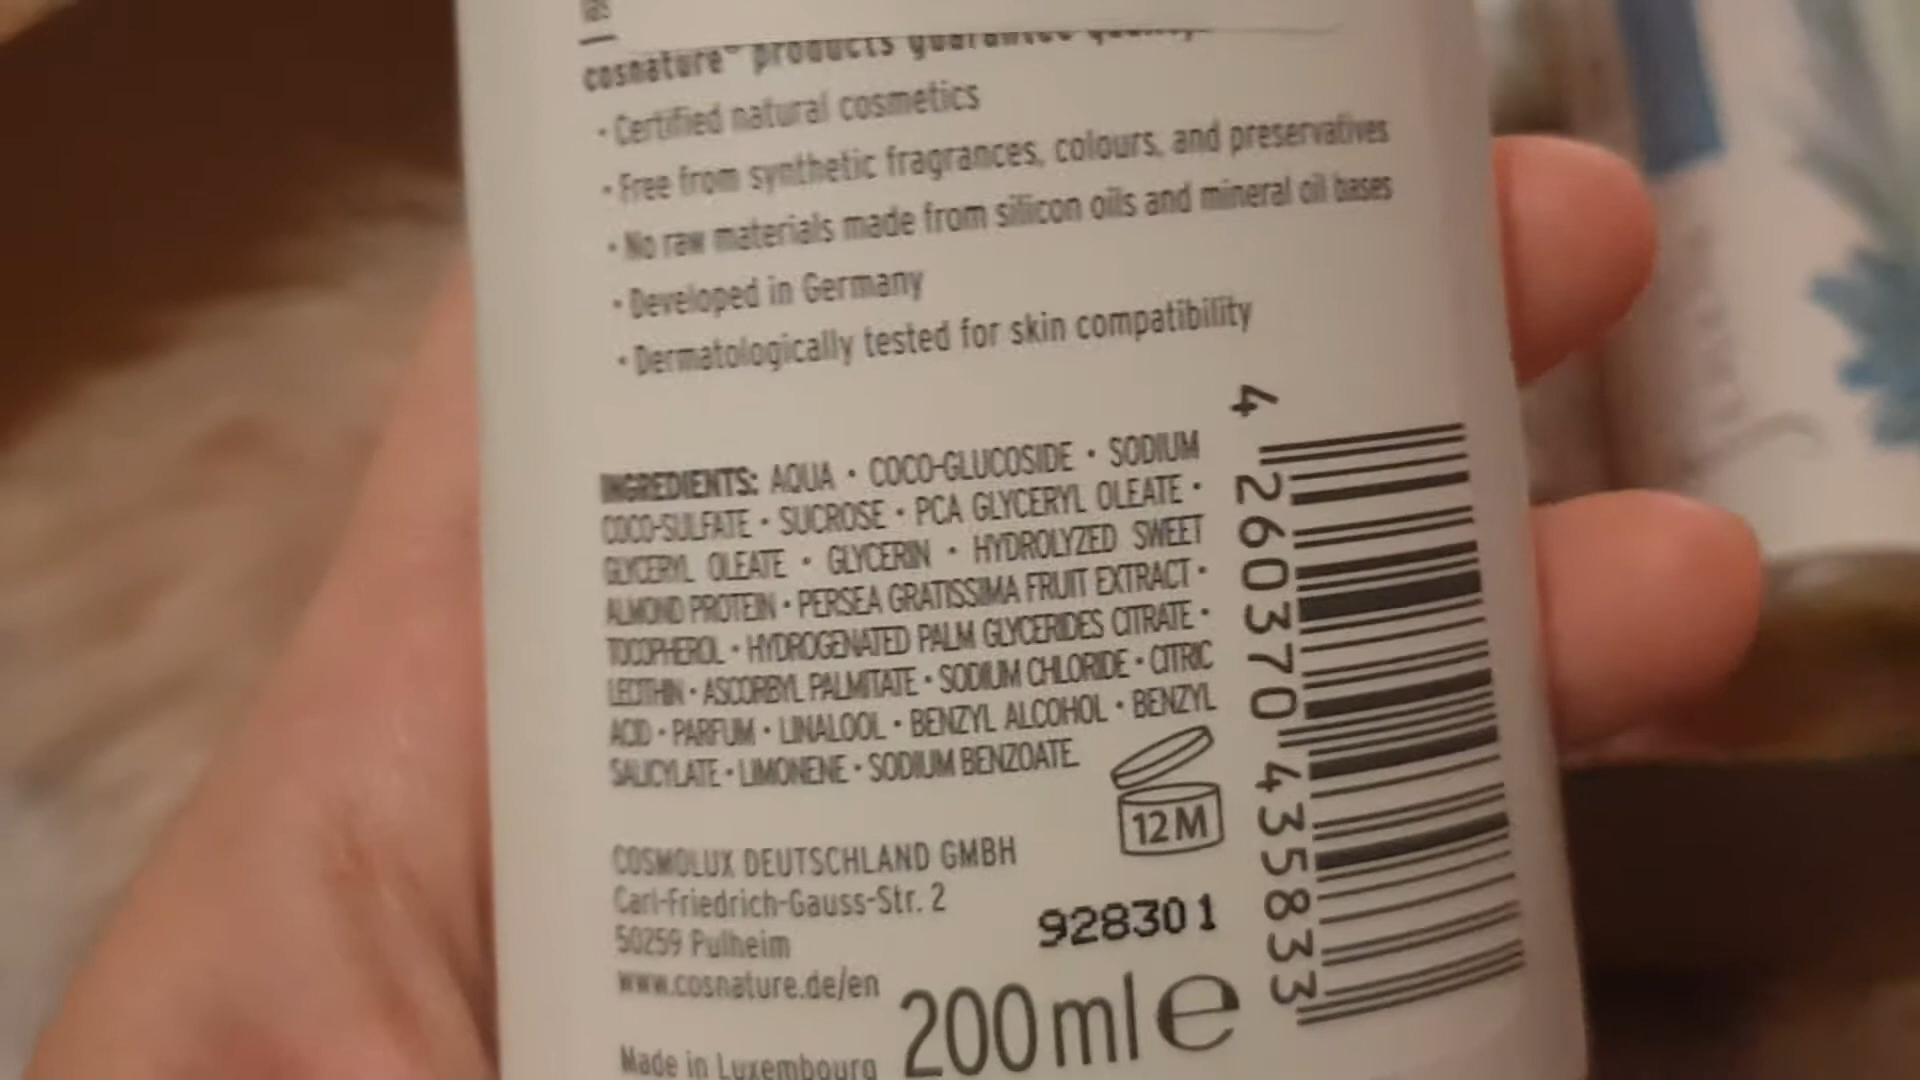 las
cosnature® products guarantee quality:
· Certified natural cosmetics
· Free from synthetic fragrances, colours, and preservatives
· No raw materials made from silicon oils and mineral oil bases
· Developed in Germany
· Dermatologically tested for skin compatibility
INGREDIENTS: AQUA · COCO-GLUCOSIDE · SODIUM
COCO-SULFATE · SUCROSE · PCA GLYCERYL OLEATE ·
GLYCERYL OLEATE · GLYCERIN · HYDROLYZED SWEET
ALMOND PROTEIN · PERSEA GRATISSIMA FRUIT EXTRACT ·
TOCOPHEROL · HYDROGENATED PALM GLYCERIDES CITRATE ·
LECITHIN · ASCORBYL PALMITATE · SODIUM CHLORIDE · CITRIC
ACID · PARFUM · LINALOOL · BENZYL ALCOHOL · BENZYL
SALICYLATE · LIMONENE · SODIUM BENZOATE.
12M
COSMOLUX DEUTSCHLAND GMBH
Carl-Friedrich-Gauss-Str. 2
50259 Pulheim
www.cosnature.de/en
928301
Made in Luxembourg
200 ml e
4 260370 435833